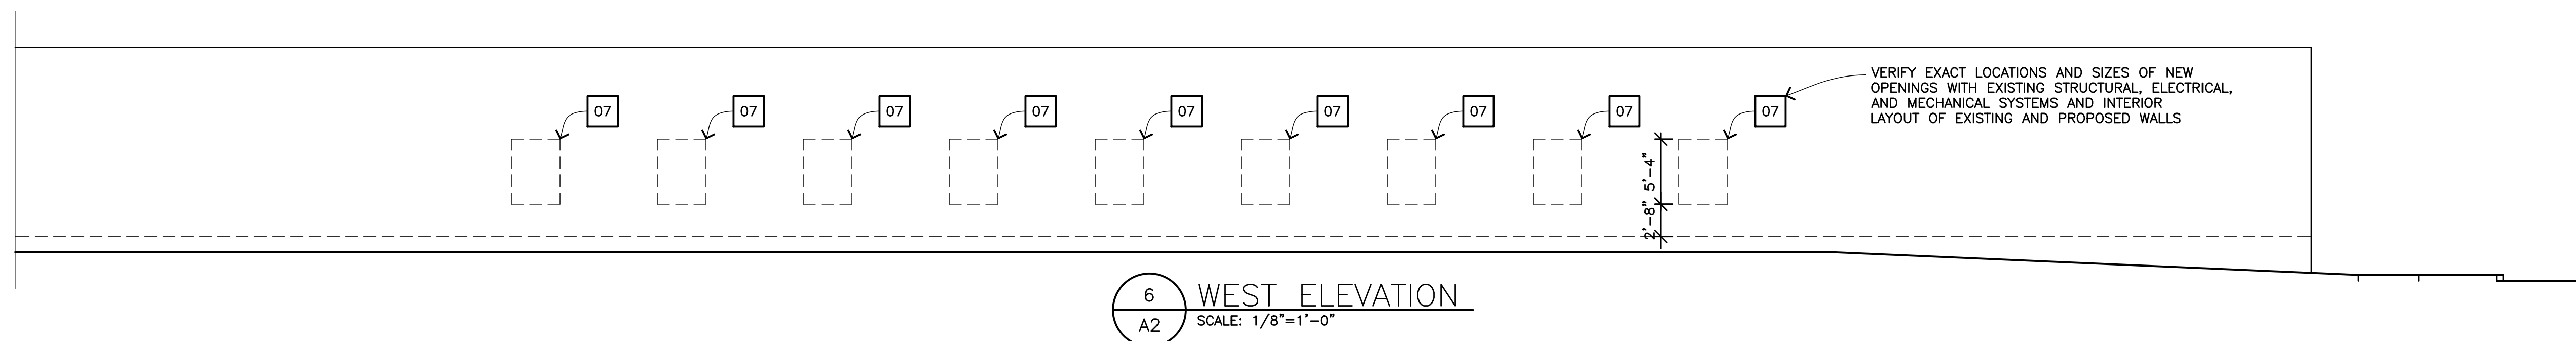 07
07
07
07
07
07
07
07
07
VERIFY EXACT LOCATIONS AND SIZES OF NEW
OPENINGS WITH EXISTING STRUCTURAL, ELECTRICAL,
AND MECHANICAL SYSTEMS AND INTERIOR
LAYOUT OF EXISTING AND PROPOSED WALLS
5'-4"
2'-8"
6
A2
WEST ELEVATION
SCALE: 1/8"=1'-0"